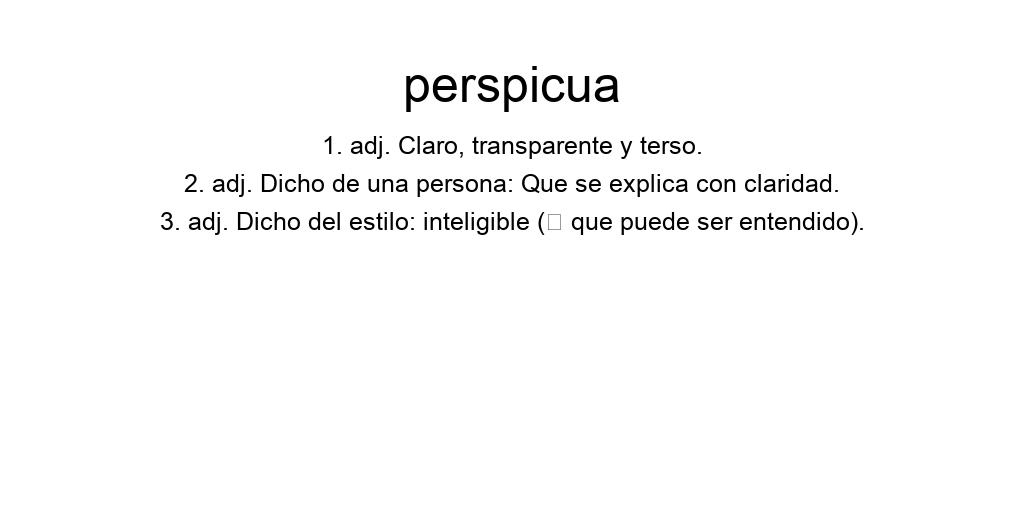 perspicua
1. adj. Claro, transparente y terso.
2. adj. Dicho de una persona: Que se explica con claridad.
3. adj. Dicho del estilo: inteligible (□ que puede ser entendido).